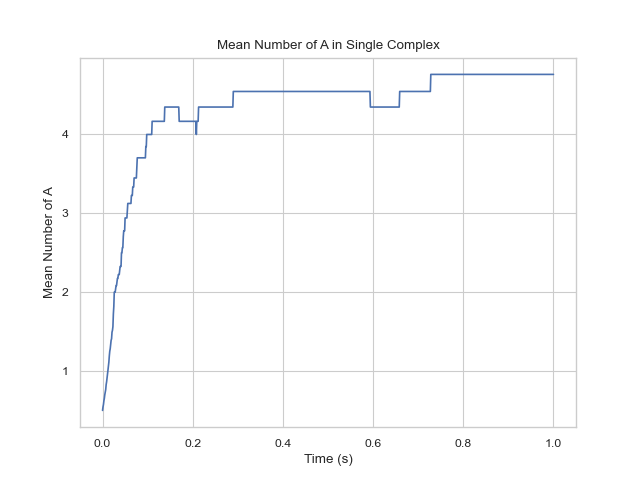 Mean Number of A in Single Complex
Mean Number of A
4
3
2
1
0.0 0.2 0.4 0.6 0.8 1.0
Time (s)